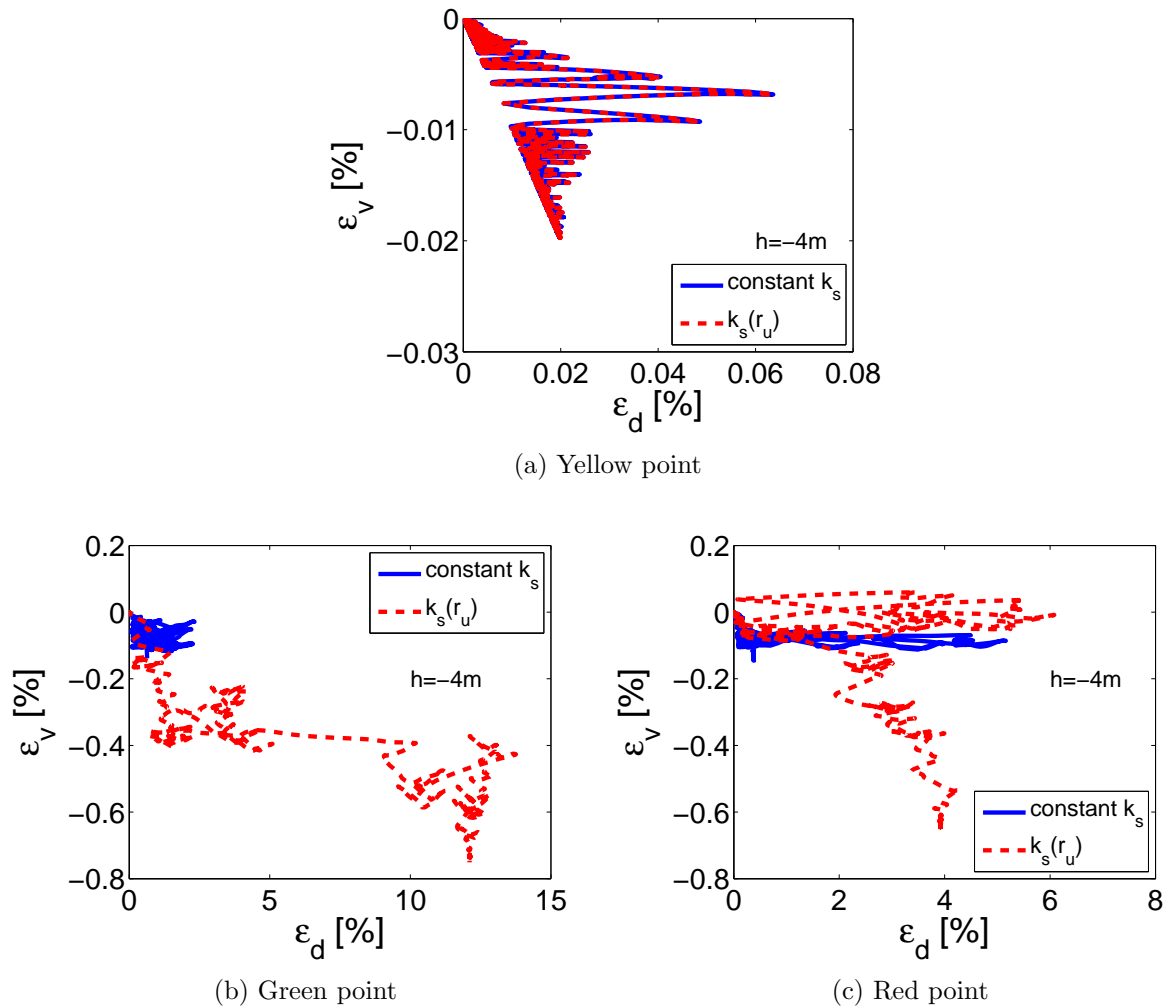 0
−0.01
−0.02
−0.03
ε_v [%]
h=−4m
constant k_s
k_s(r_u)
0 0.02 0.04 0.06 0.08
ε_d [%]
(a) Yellow point
0.2
0
−0.2
−0.4
−0.6
−0.8
ε_v [%]
constant k_s
k_s(r_u)
h=−4m
0 5 10 15
ε_d [%]
(b) Green point
0.2
0
−0.2
−0.4
−0.6
−0.8
ε_v [%]
h=−4m
constant k_s
k_s(r_u)
0 2 4 6 8
ε_d [%]
(c) Red point